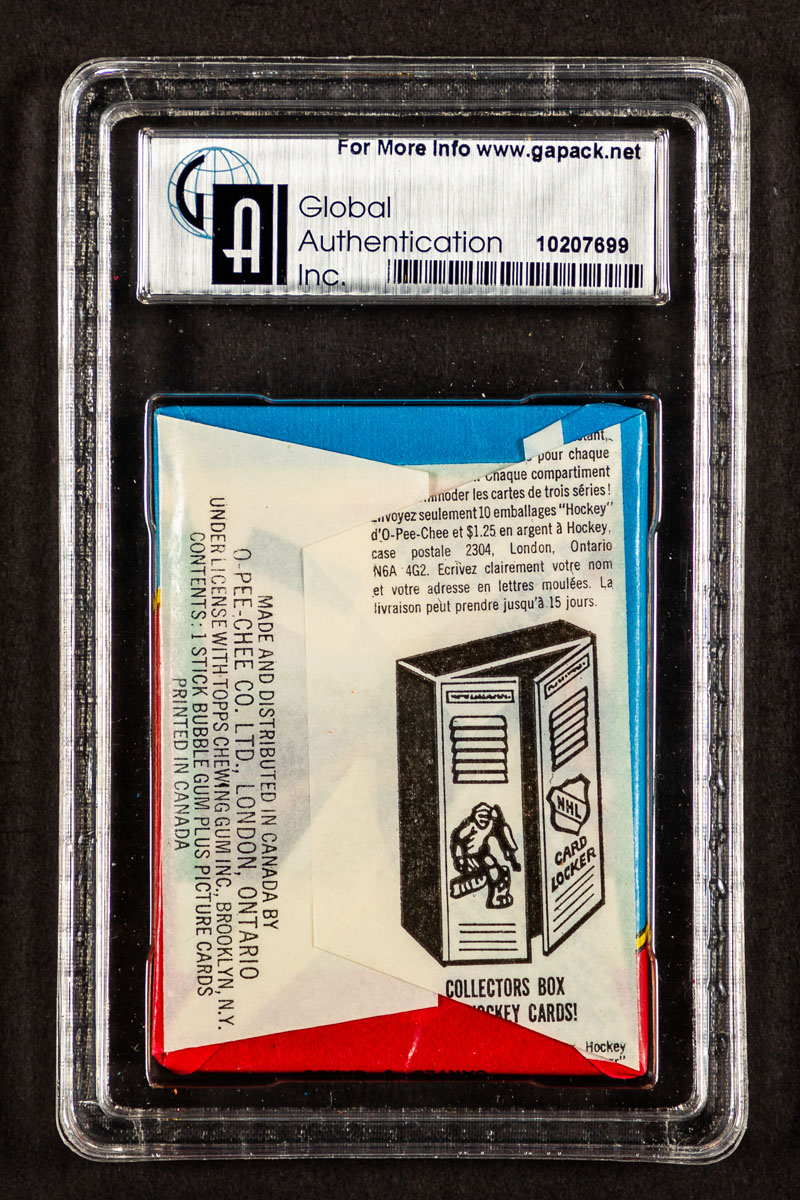 For More Info www.gapack.net
GA
Global
Authentication
Inc.
10207699
pour chaque
Chaque compartiment
les cartes de trois séries!
Envoyez seulement 10 emballages "Hockey"
d'O-Pee-Chee et $1.25 en argent à Hockey,
case postale 2304, London, Ontario
N6A 4G2. Ecrivez clairement votre nom
et votre adresse en lettres moulées. La
livraison peut prendre jusqu'à 15 jours.
NHL
CARD
LOCKER
COLLECTORS BOX
CARDS!
Hockey
MADE AND DISTRIBUTED IN CANADA BY
O-PEE-CHEE CO. LTD., LONDON, ONTARIO
UNDER LICENSE WITH TOPPS CHEWING GUM INC., BROOKLYN, N.Y.
CONTENTS: 1 STICK BUBBLE GUM PLUS PICTURE CARDS
PRINTED IN CANADA